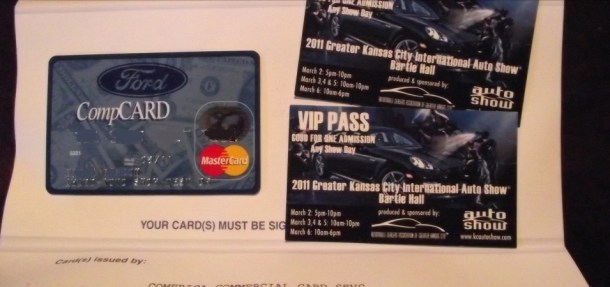 Ford
CompCARD
MasterCard
YOUR CARD(S) MUST BE SIG
Card(s) issued by:
COMERICA COMMERCIAL CARD SRVC
GOOD FOR ONE ADMISSION
Any Show Day
2011 Greater Kansas City International Auto Show
Bartle Hall
March 2: 5pm-10pm
March 3,4 & 5: 10am-10pm
March 6: 10am-6pm
produced & sponsored by:
auto
show
VIP PASS
GOOD FOR ONE ADMISSION
Any Show Day
2011 Greater Kansas City International Auto Show
Bartle Hall
March 2: 5pm-10pm
March 3,4 & 5: 10am-10pm
March 6: 10am-6pm
produced & sponsored by:
auto
show
www.kcautoshow.com